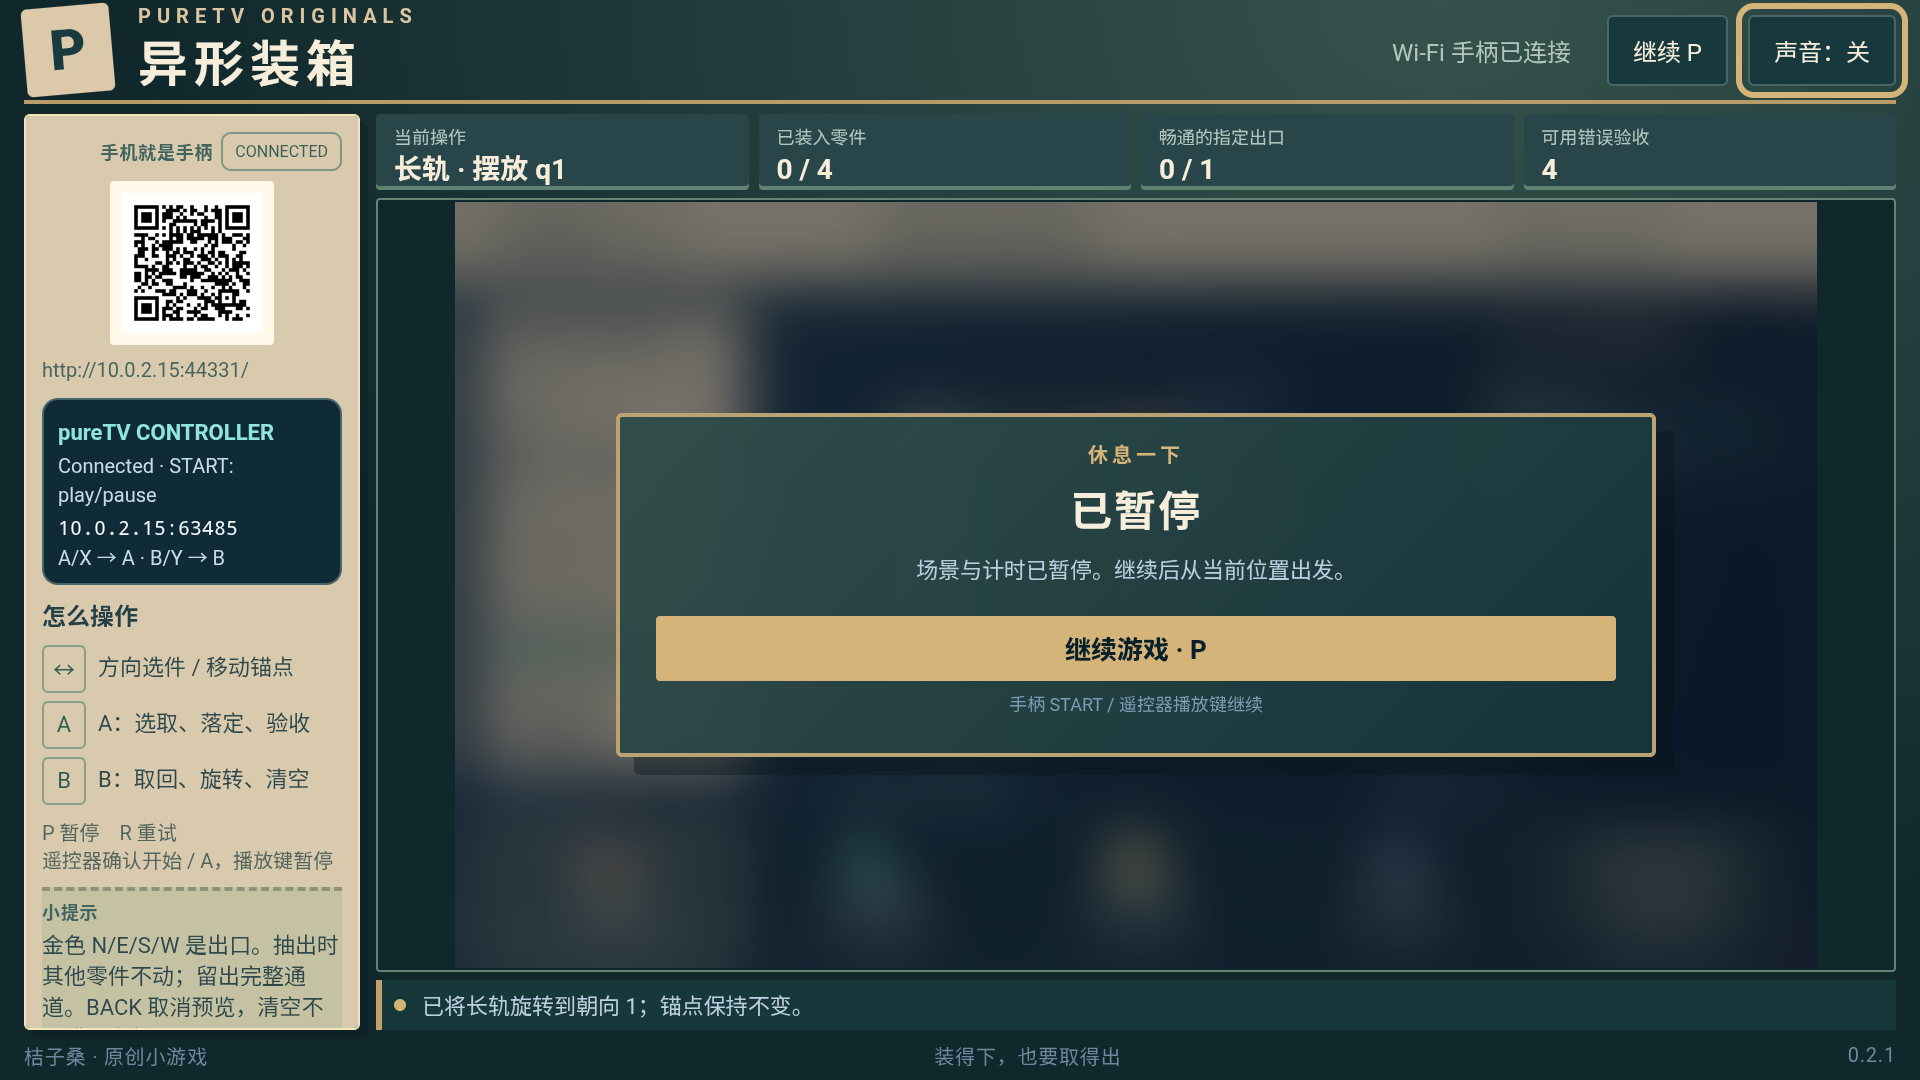 P
PURETV ORIGINALS
异形装箱
Wi-Fi 手柄已连接
继续 P
声音：关
手机就是手柄
CONNECTED
http://10.0.2.15:44331/
pureTV CONTROLLER
Connected · START:
play/pause
10.0.2.15:63485
A/X → A · B/Y → B
怎么操作
↔ 方向选件 / 移动锚点
A A：选取、落定、验收
B B：取回、旋转、清空
P 暂停 R 重试
遥控器确认开始 / A，播放键暂停
小提示
金色 N/E/S/W 是出口。抽出时
其他零件不动；留出完整通
道。BACK 取消预览，清空不
当前操作
长轨 · 摆放 q1
已装入零件
0 / 4
畅通的指定出口
0 / 1
可用错误验收
4
休息一下
已暂停
场景与计时已暂停。继续后从当前位置出发。
继续游戏 · P
手柄 START / 遥控器播放键继续
已将长轨旋转到朝向 1；锚点保持不变。
桔子桑 · 原创小游戏
装得下，也要取得出
0.2.1